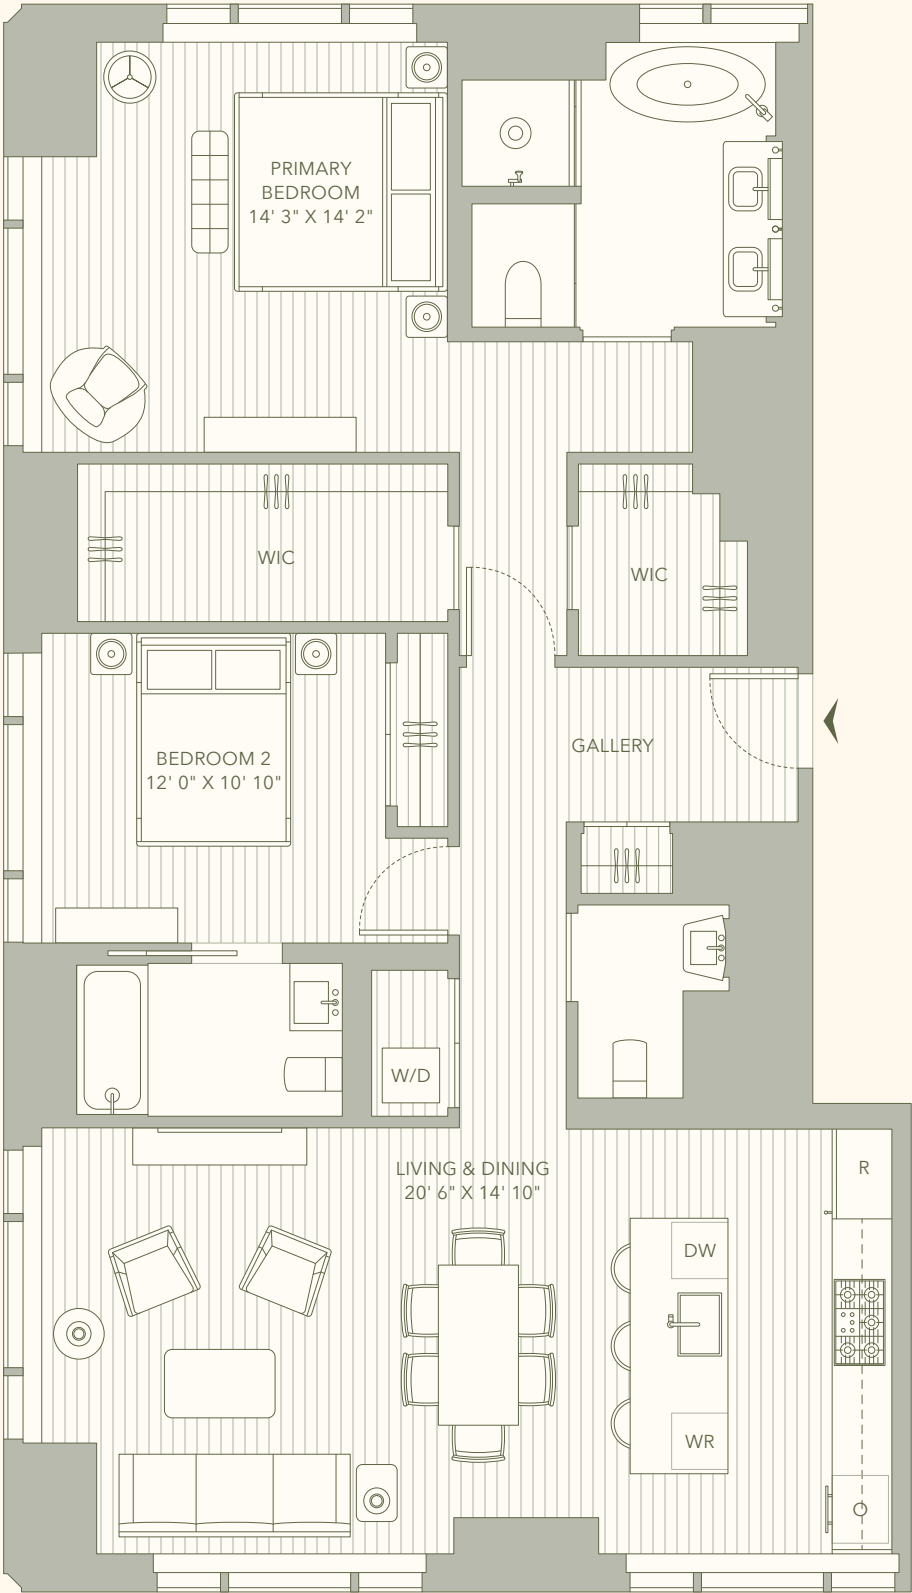 PRIMARY
BEDROOM
14' 3" X 14' 2"
WIC
WIC
BEDROOM 2
12' 0" X 10' 10"
GALLERY
W/D
LIVING & DINING
20' 6" X 14' 10"
R
DW
WR
O